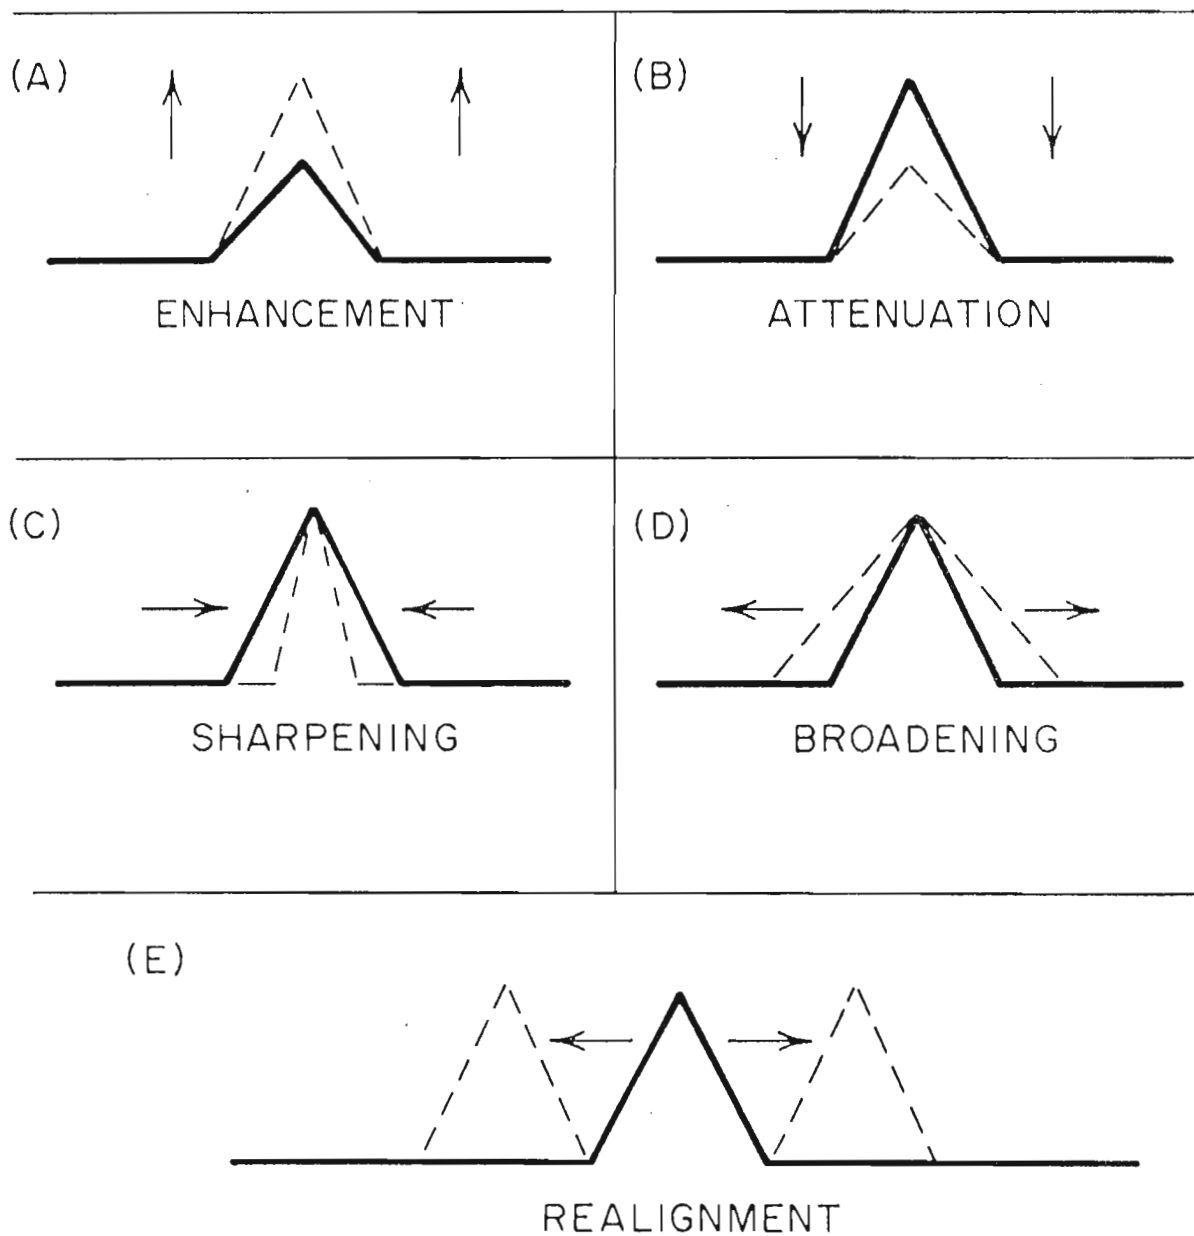 (A)
ENHANCEMENT
(B)
ATTENUATION
(C)
SHARPENING
(D)
BROADENING
(E)
REALIGNMENT